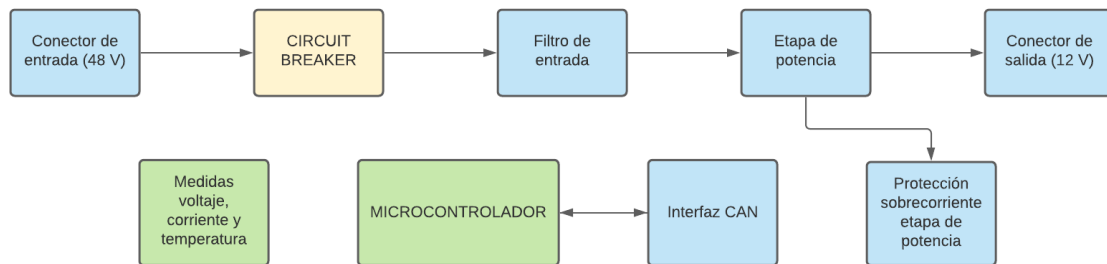 Conector de
entrada (48 V)
CIRCUIT
BREAKER
Filtro de
entrada
Etapa de
potencia
Conector de
salida (12 V)
Medidas
voltaje,
corriente y
temperatura
MICROCONTROLADOR
Interfaz CAN
Protección
sobrecorriente
etapa de
potencia